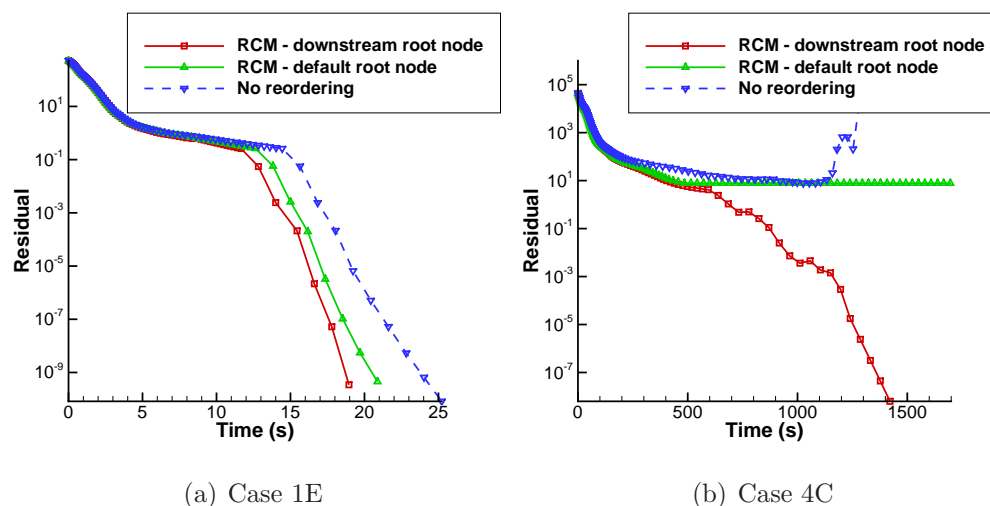 RCM - downstream root node
RCM - default root node
No reordering
10^1
10^-1
10^-3
10^-5
10^-7
10^-9
Residual
0 5 10 15 20 25
Time (s)
(a) Case 1E
RCM - downstream root node
RCM - default root node
No reordering
10^5
10^3
10^1
10^-1
10^-3
10^-5
10^-7
Residual
0 500 1000 1500
Time (s)
(b) Case 4C